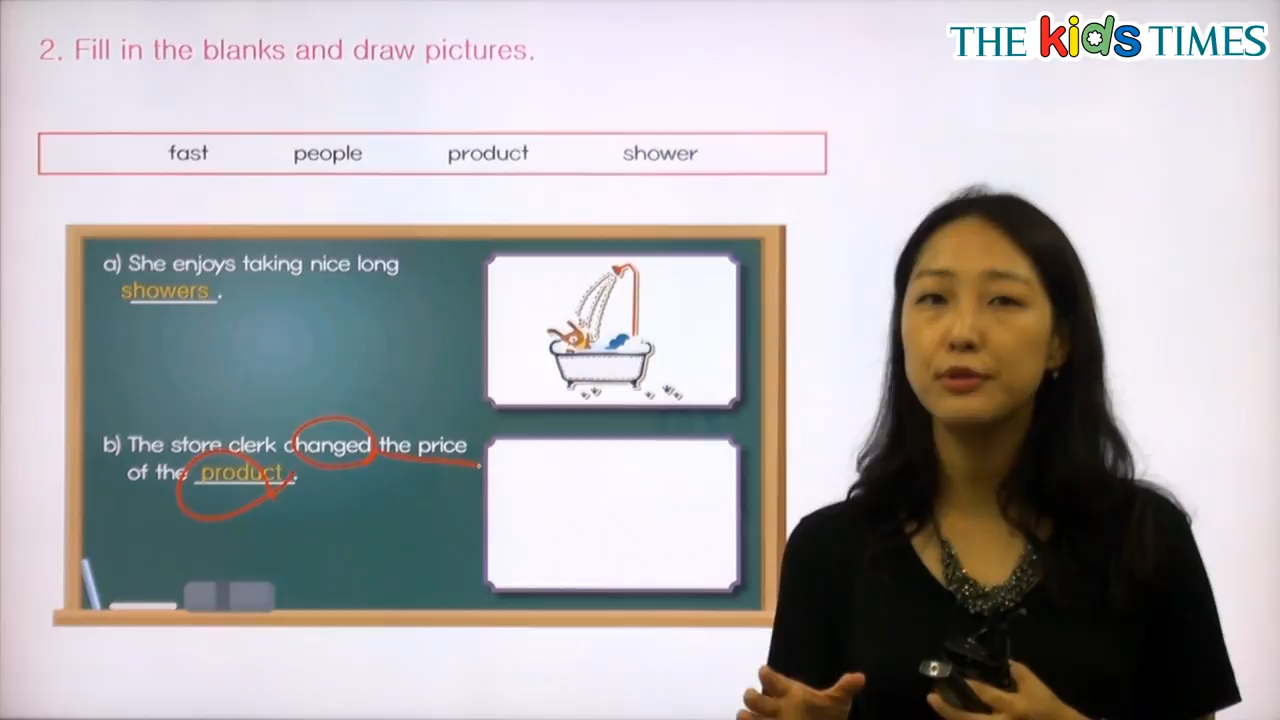 2. Fill in the blanks and draw pictures.
THE kids TIMES
fast people product shower
a) She enjoys taking nice long
showers.
b) The store clerk changed the price
of the product.